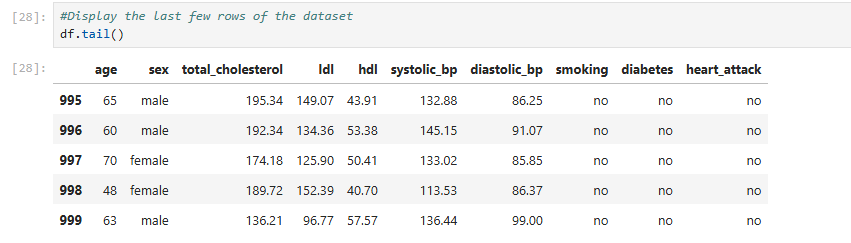 [28]: #Display the last few rows of the dataset
df.tail()
[28]: age sex total_cholesterol ldl hdl systolic_bp diastolic_bp smoking diabetes heart_attack
995 65 male 195.34 149.07 43.91 132.88 86.25 no no no
996 60 male 192.34 134.36 53.38 145.15 91.07 no no no
997 70 female 174.18 125.90 50.41 133.02 85.85 no no no
998 48 female 189.72 152.39 40.70 113.53 86.37 no no no
999 63 male 136.21 96.77 57.57 136.44 99.00 no no no